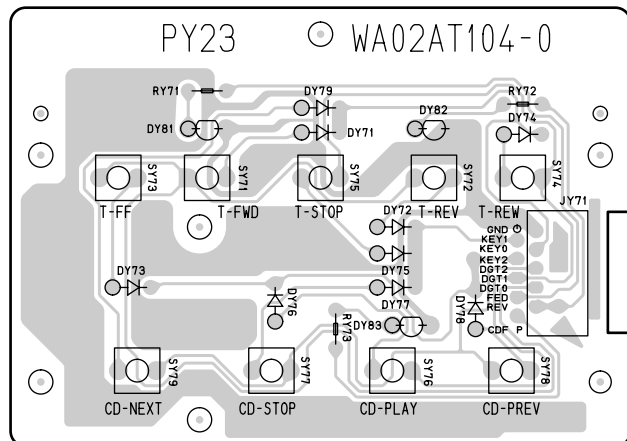 PY23 WA02AT104-0
RY71 DY79 RY72
DY81 DY71 DY82 DY74
SY73 SY71 SY75 SY72 SY74
T-FF T-FWD T-STOP T-REV T-REW JY71
DY72
GND
KEY1
KEY0
KEY2
DGT2
DGT1
DGT0
FED
REV
CDF P
DY73 DY75
DY76 DY77 DY78
RY73 DY83
SY79 SY77 SY76 SY78
CD-NEXT CD-STOP CD-PLAY CD-PREV